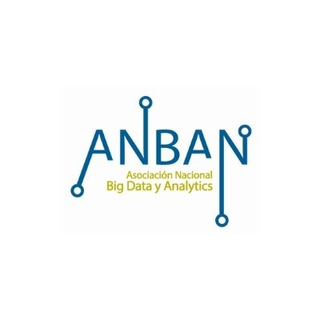 ANBAN
Asociación Nacional
Big Data y Analytics